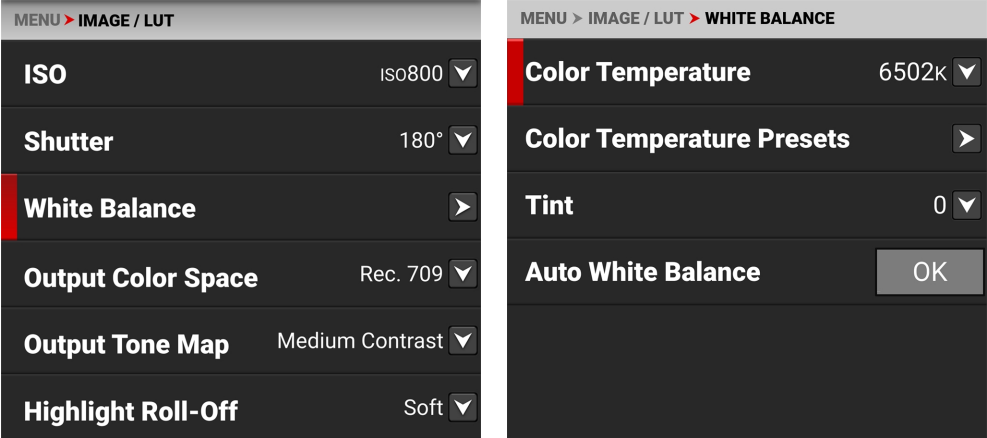 MENU > IMAGE / LUT
ISO ISO800
Shutter 180°
White Balance
Output Color Space Rec. 709
Output Tone Map Medium Contrast
Highlight Roll-Off Soft
MENU > IMAGE / LUT > WHITE BALANCE
Color Temperature 6502K
Color Temperature Presets
Tint 0
Auto White Balance OK